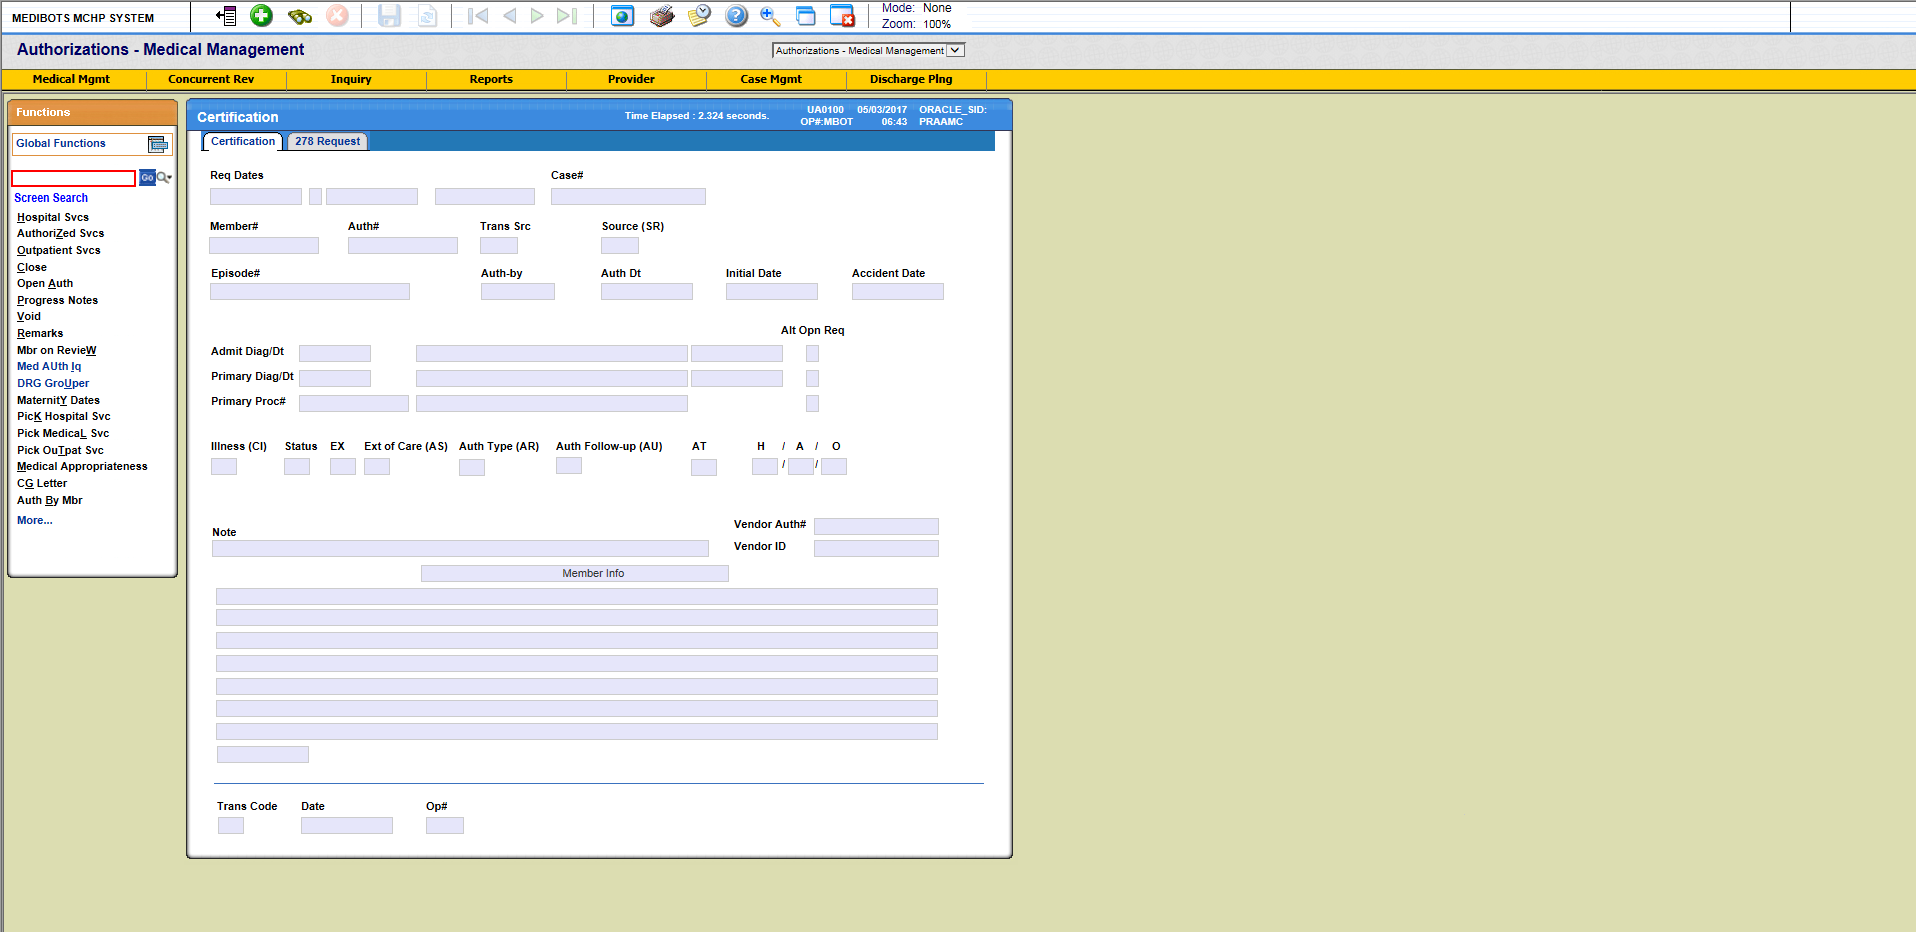 MEDIBOTS MCHP SYSTEM
Mode: None
Zoom: 100%
Authorizations - Medical Management
Authorizations - Medical Management
Medical Mgmt Concurrent Rev Inquiry Reports Provider Case Mgmt Discharge Plng
Functions
Global Functions
Go
Screen Search
Hospital Svcs
AuthoriZed Svcs
Outpatient Svcs
Close
Open Auth
Progress Notes
Void
Remarks
Mbr on RevieW
Med AUth Iq
DRG GroUper
MaternitY Dates
PicK Hospital Svc
Pick MedicaL Svc
Pick OuTpat Svc
Medical Appropriateness
CG Letter
Auth By Mbr
More...
Certification
Time Elapsed : 2.324 seconds.
UA0100 05/03/2017 ORACLE_SID:
OP#:MBOT 06:43 PRAAMC
Certification 278 Request
Req Dates Case#
Member# Auth# Trans Src Source (SR)
Episode# Auth-by Auth Dt Initial Date Accident Date
Alt Opn Req
Admit Diag/Dt
Primary Diag/Dt
Primary Proc#
Illness (CI) Status EX Ext of Care (AS) Auth Type (AR) Auth Follow-up (AU) AT H / A / O
/ /
Vendor Auth#
Note
Vendor ID
Member Info
Trans Code Date Op#